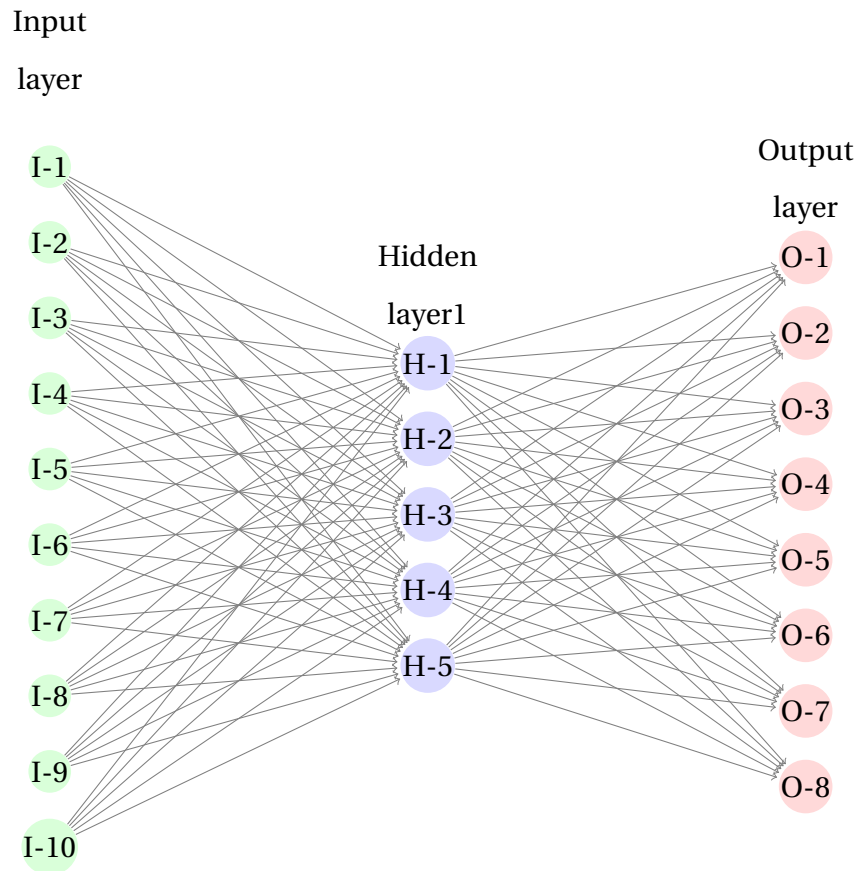 Input
layer
I-1
I-2
I-3
I-4
I-5
I-6
I-7
I-8
I-9
I-10
Hidden
layer1
H-1
H-2
H-3
H-4
H-5
Output
layer
O-1
O-2
O-3
O-4
O-5
O-6
O-7
O-8